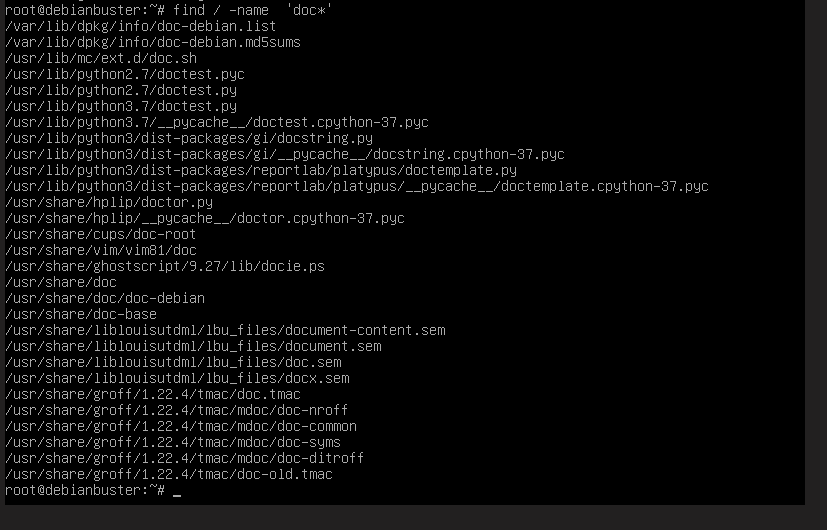 root@debianbuster:~# find / -name  'doc*'
/var/lib/dpkg/info/doc-debian.list
/var/lib/dpkg/info/doc-debian.md5sums
/usr/lib/mc/ext.d/doc.sh
/usr/lib/python2.7/doctest.pyc
/usr/lib/python2.7/doctest.py
/usr/lib/python3.7/doctest.py
/usr/lib/python3.7/__pycache__/doctest.cpython-37.pyc
/usr/lib/python3/dist-packages/gi/docstring.py
/usr/lib/python3/dist-packages/gi/__pycache__/docstring.cpython-37.pyc
/usr/lib/python3/dist-packages/reportlab/platypus/doctemplate.py
/usr/lib/python3/dist-packages/reportlab/platypus/__pycache__/doctemplate.cpython-37.pyc
/usr/share/hplip/doctor.py
/usr/share/hplip/__pycache__/doctor.cpython-37.pyc
/usr/share/cups/doc-root
/usr/share/vim/vim81/doc
/usr/share/ghostscript/9.27/lib/docie.ps
/usr/share/doc
/usr/share/doc/doc-debian
/usr/share/doc-base
/usr/share/liblouisutdml/lbu_files/document-content.sem
/usr/share/liblouisutdml/lbu_files/document.sem
/usr/share/liblouisutdml/lbu_files/doc.sem
/usr/share/liblouisutdml/lbu_files/docx.sem
/usr/share/groff/1.22.4/tmac/doc.tmac
/usr/share/groff/1.22.4/tmac/mdoc/doc-nroff
/usr/share/groff/1.22.4/tmac/mdoc/doc-common
/usr/share/groff/1.22.4/tmac/mdoc/doc-syms
/usr/share/groff/1.22.4/tmac/mdoc/doc-ditroff
/usr/share/groff/1.22.4/tmac/doc-old.tmac
root@debianbuster:~# _